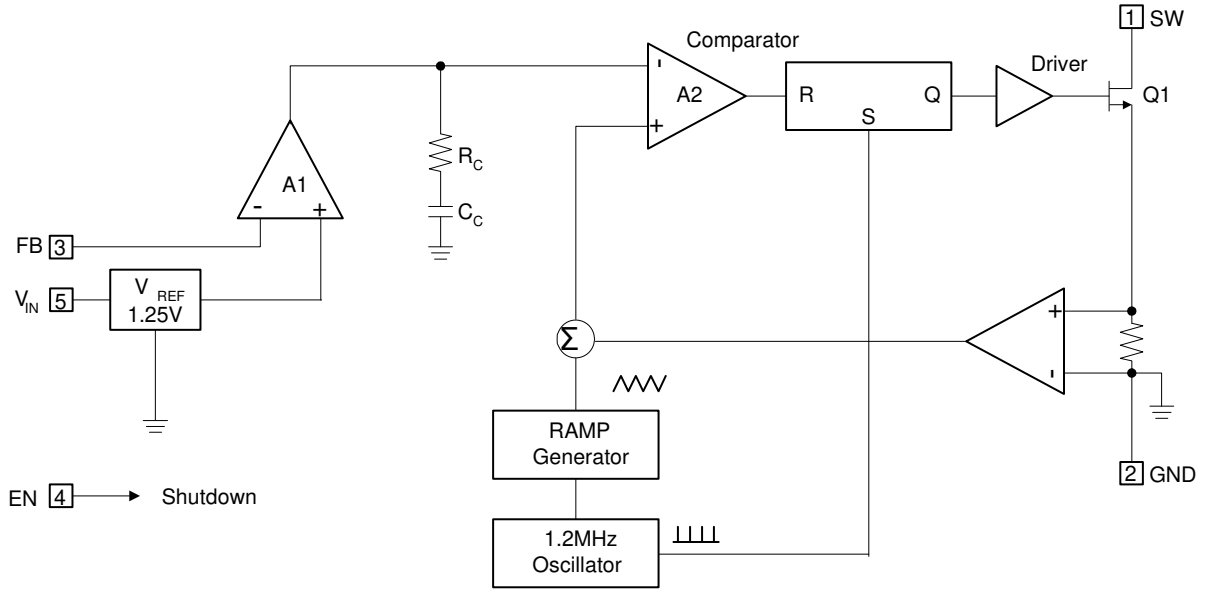 1 SW
Comparator
Driver
-
A2
+
R
Q
S
Q1
R_C
C_C
A1
- +
FB 3
V_IN 5
V_REF
1.25V
Σ
+
-
RAMP
Generator
2 GND
EN 4
Shutdown
1.2MHz
Oscillator